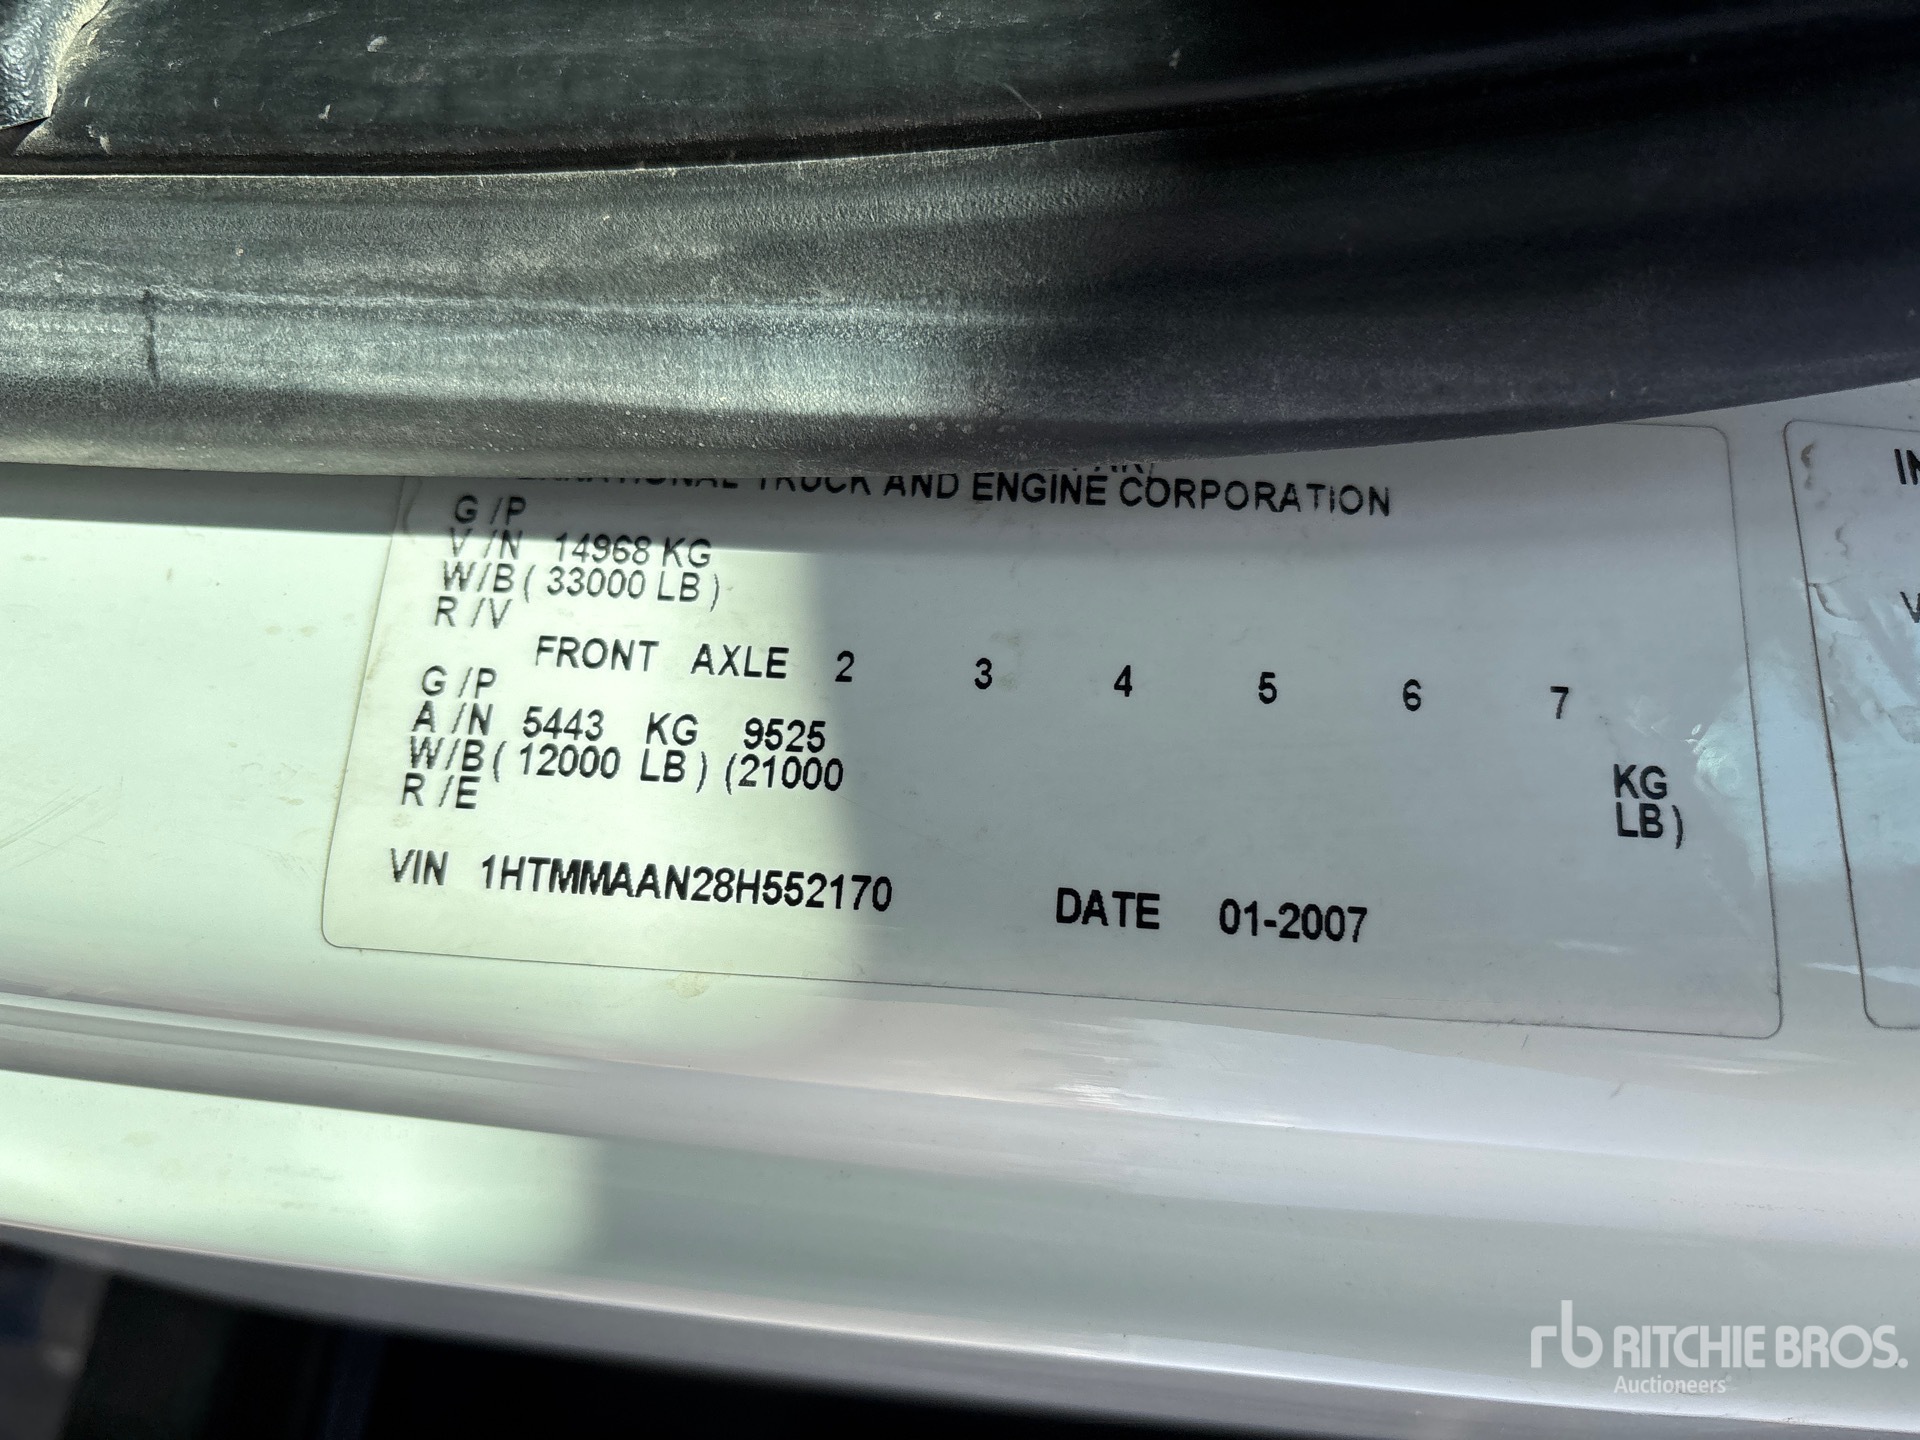 TRUCK AND ENGINE CORPORATION
G /P
V /N 14968 KG
W/B ( 33000 LB )
R /V
FRONT AXLE 2 3 4 5 6 7
G /P
A /N 5443 KG 9525 KG
W/B ( 12000 LB ) (21000 LB )
R /E
VIN 1HTMMAAN28H552170 DATE 01-2007
rb RITCHIE BROS.
Auctioneers